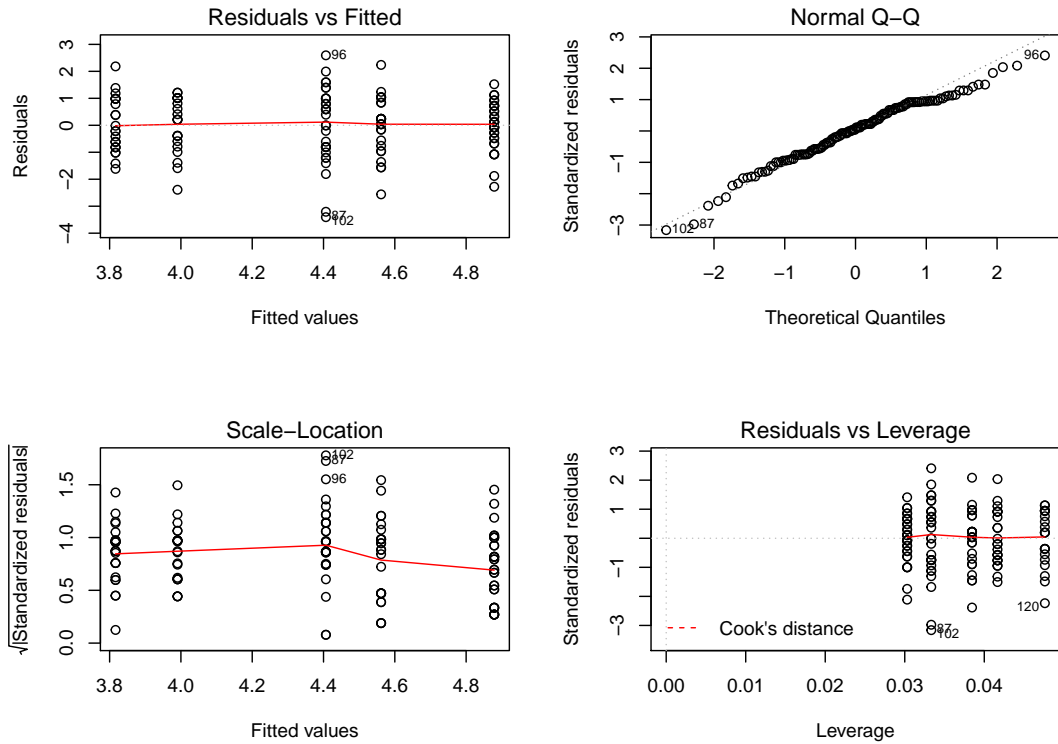 Residuals vs Fitted
Residuals
3
2
1
0
−2
−4
96
87
102
3.8 4.0 4.2 4.4 4.6 4.8
Fitted values
Normal Q−Q
Standardized residuals
3
1
−1
−3
96
87
102
−2 −1 0 1 2
Theoretical Quantiles
Scale−Location
√|Standardized residuals|
1.5
1.0
0.5
0.0
102
87
96
3.8 4.0 4.2 4.4 4.6 4.8
Fitted values
Residuals vs Leverage
Standardized residuals
3
1
−1
−3
120
87
102
Cook's distance
0.00 0.01 0.02 0.03 0.04
Leverage